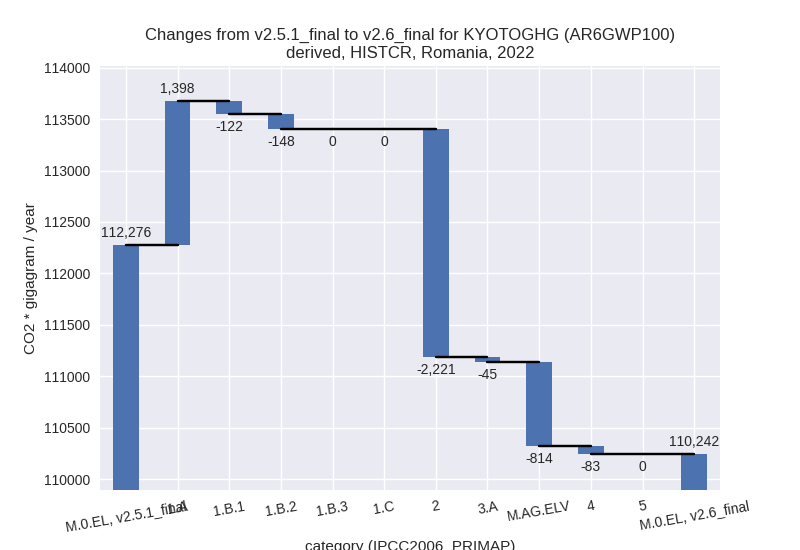 Changes from v2.5.1_final to v2.6_final for KYOTOGHG (AR6GWP100)
derived, HISTCR, Romania, 2022
CO2 * gigagram / year
114000
113500
113000
112500
112000
111500
111000
110500
110000
112,276
1,398
-122
-148
0
0
-2,221
-45
-814
-83
0
110,242
M.0.EL, v2.5.1_final
1.A
1.B.1
1.B.2
1.B.3
1.C
2
3.A
M.AG.ELV
4
5
M.0.EL, v2.6_final
category (IPCC2006_PRIMAP)